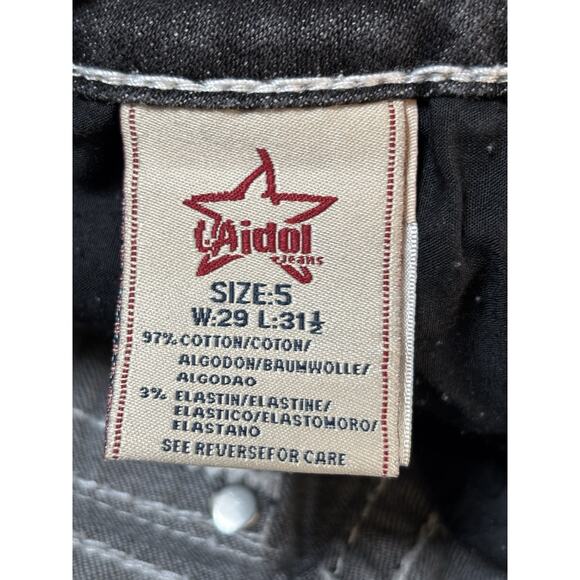 LAidol
Jeans
SIZE:5
W:29 L:31½
97% COTTON/COTON/
ALGODON/BAUMWOLLE/
ALGODAO
3% ELASTIN/ELASTINE/
ELASTICO/ELASTOMORO/
ELASTANO
SEE REVERSEFOR CARE